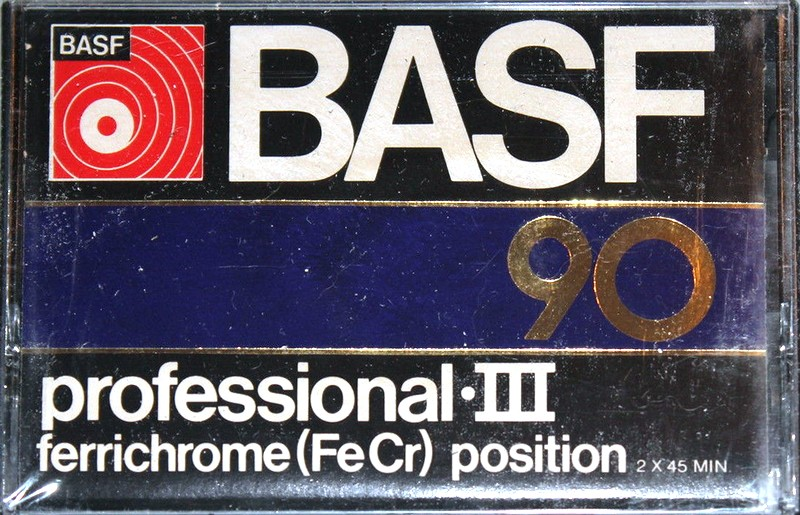 BASF
BASF
90
professional·III
ferrichrome (FeCr) position
2 X 45 MIN